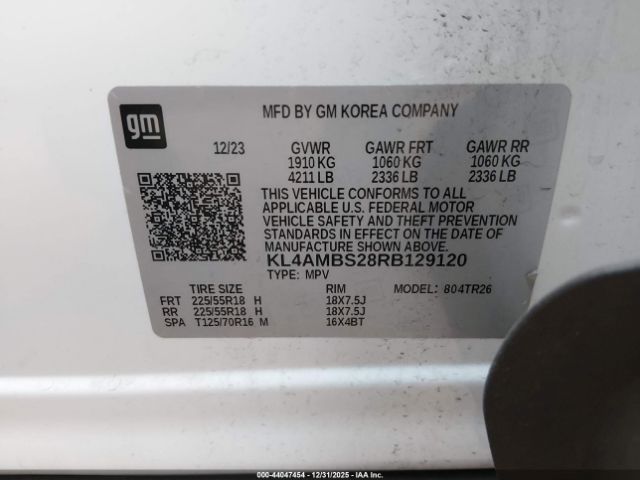 gm
MFD BY GM KOREA COMPANY
12/23 GVWR GAWR FRT GAWR RR
1910 KG 1060 KG 1060 KG
4211 LB 2336 LB 2336 LB
THIS VEHICLE CONFORMS TO ALL
APPLICABLE U.S. FEDERAL MOTOR
VEHICLE SAFETY AND THEFT PREVENTION
STANDARDS IN EFFECT ON THE DATE
OF MANUFACTURE SHOWN ABOVE.
KL4AMBS28RB129120
TYPE: MPV
TIRE SIZE RIM MODEL: 804TR26
FRT 225/55R18 H 18X7.5J
RR 225/55R18 H 18X7.5J
SPA T125/70R16 M 16X4BT
000-44047454 - 12/31/2025 - IAA Inc.